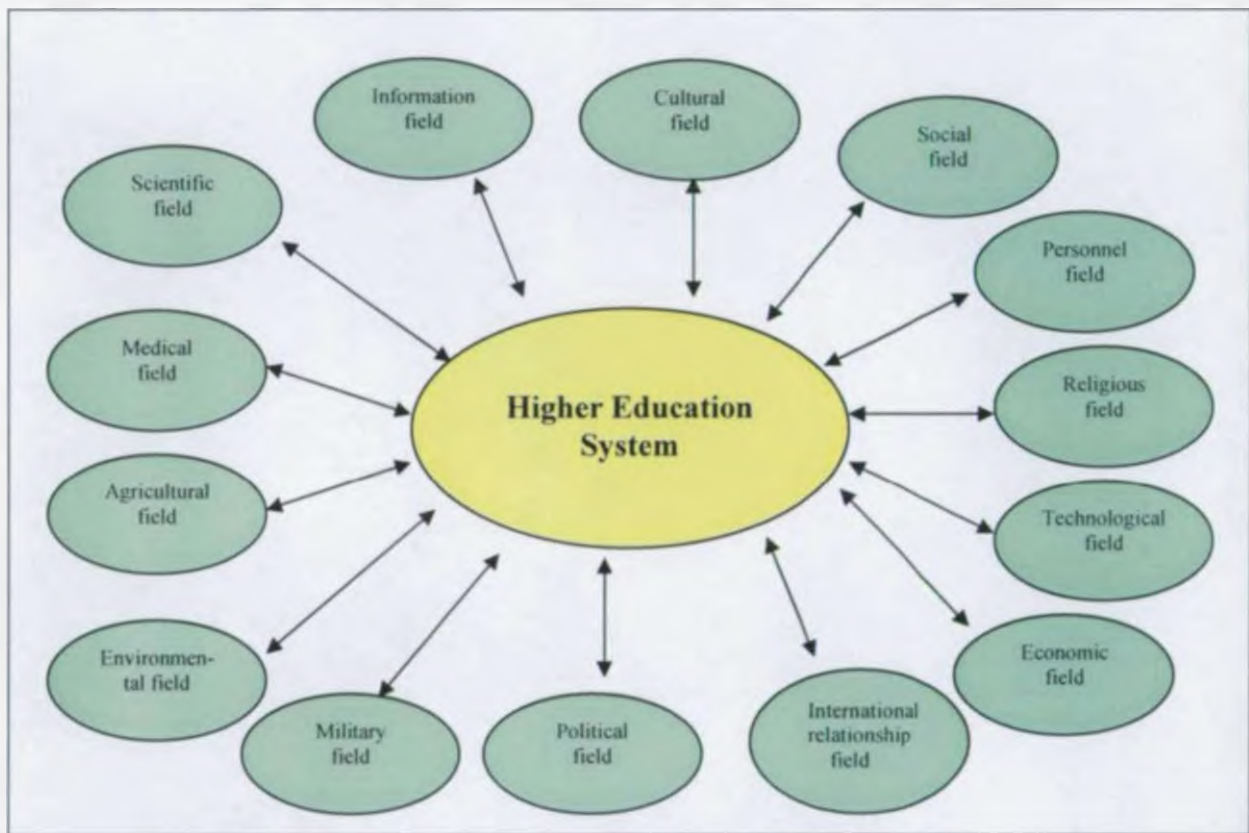 Information
field
Cultural
field
Social
field
Scientific
field
Personnel
field
Medical
field
Higher Education
System
Religious
field
Agricultural
field
Technological
field
Environmen-
tal field
Economic
field
Military
field
Political
field
International
relationship
field